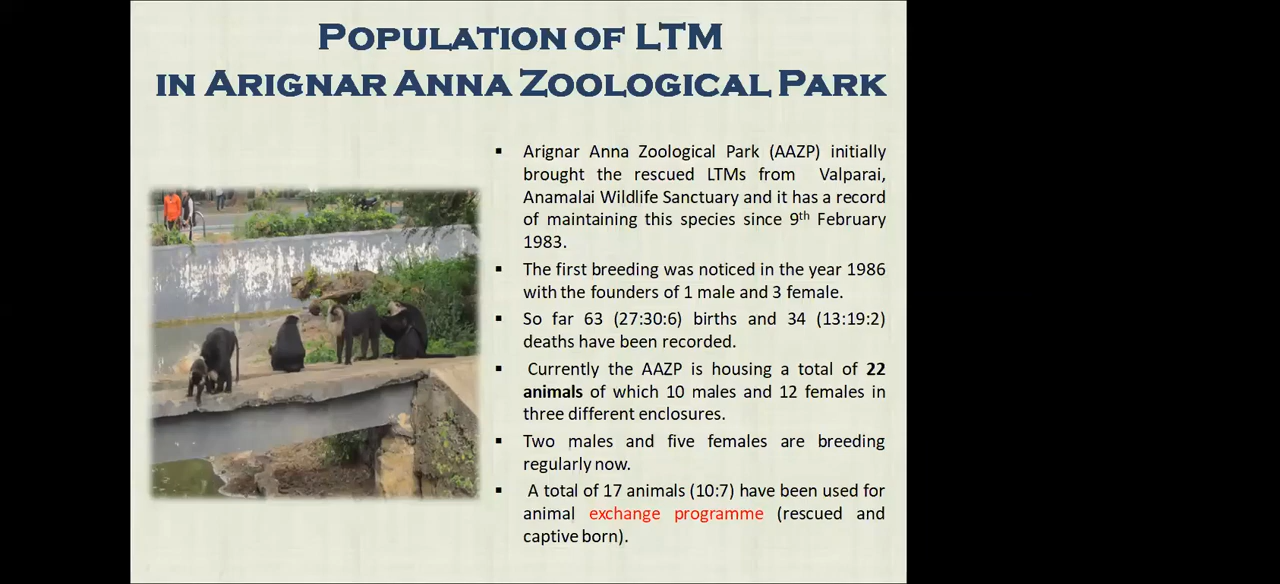 POPULATION OF LTM
IN ARIGNAR ANNA ZOOLOGICAL PARK
▪ Arignar Anna Zoological Park (AAZP) initially
brought the rescued LTMs from Valparai,
Anamalai Wildlife Sanctuary and it has a record
of maintaining this species since 9th February
1983.
▪ The first breeding was noticed in the year 1986
with the founders of 1 male and 3 female.
▪ So far 63 (27:30:6) births and 34 (13:19:2)
deaths have been recorded.
▪ Currently the AAZP is housing a total of 22
animals of which 10 males and 12 females in
three different enclosures.
▪ Two males and five females are breeding
regularly now.
▪ A total of 17 animals (10:7) have been used for
animal exchange programme (rescued and
captive born).